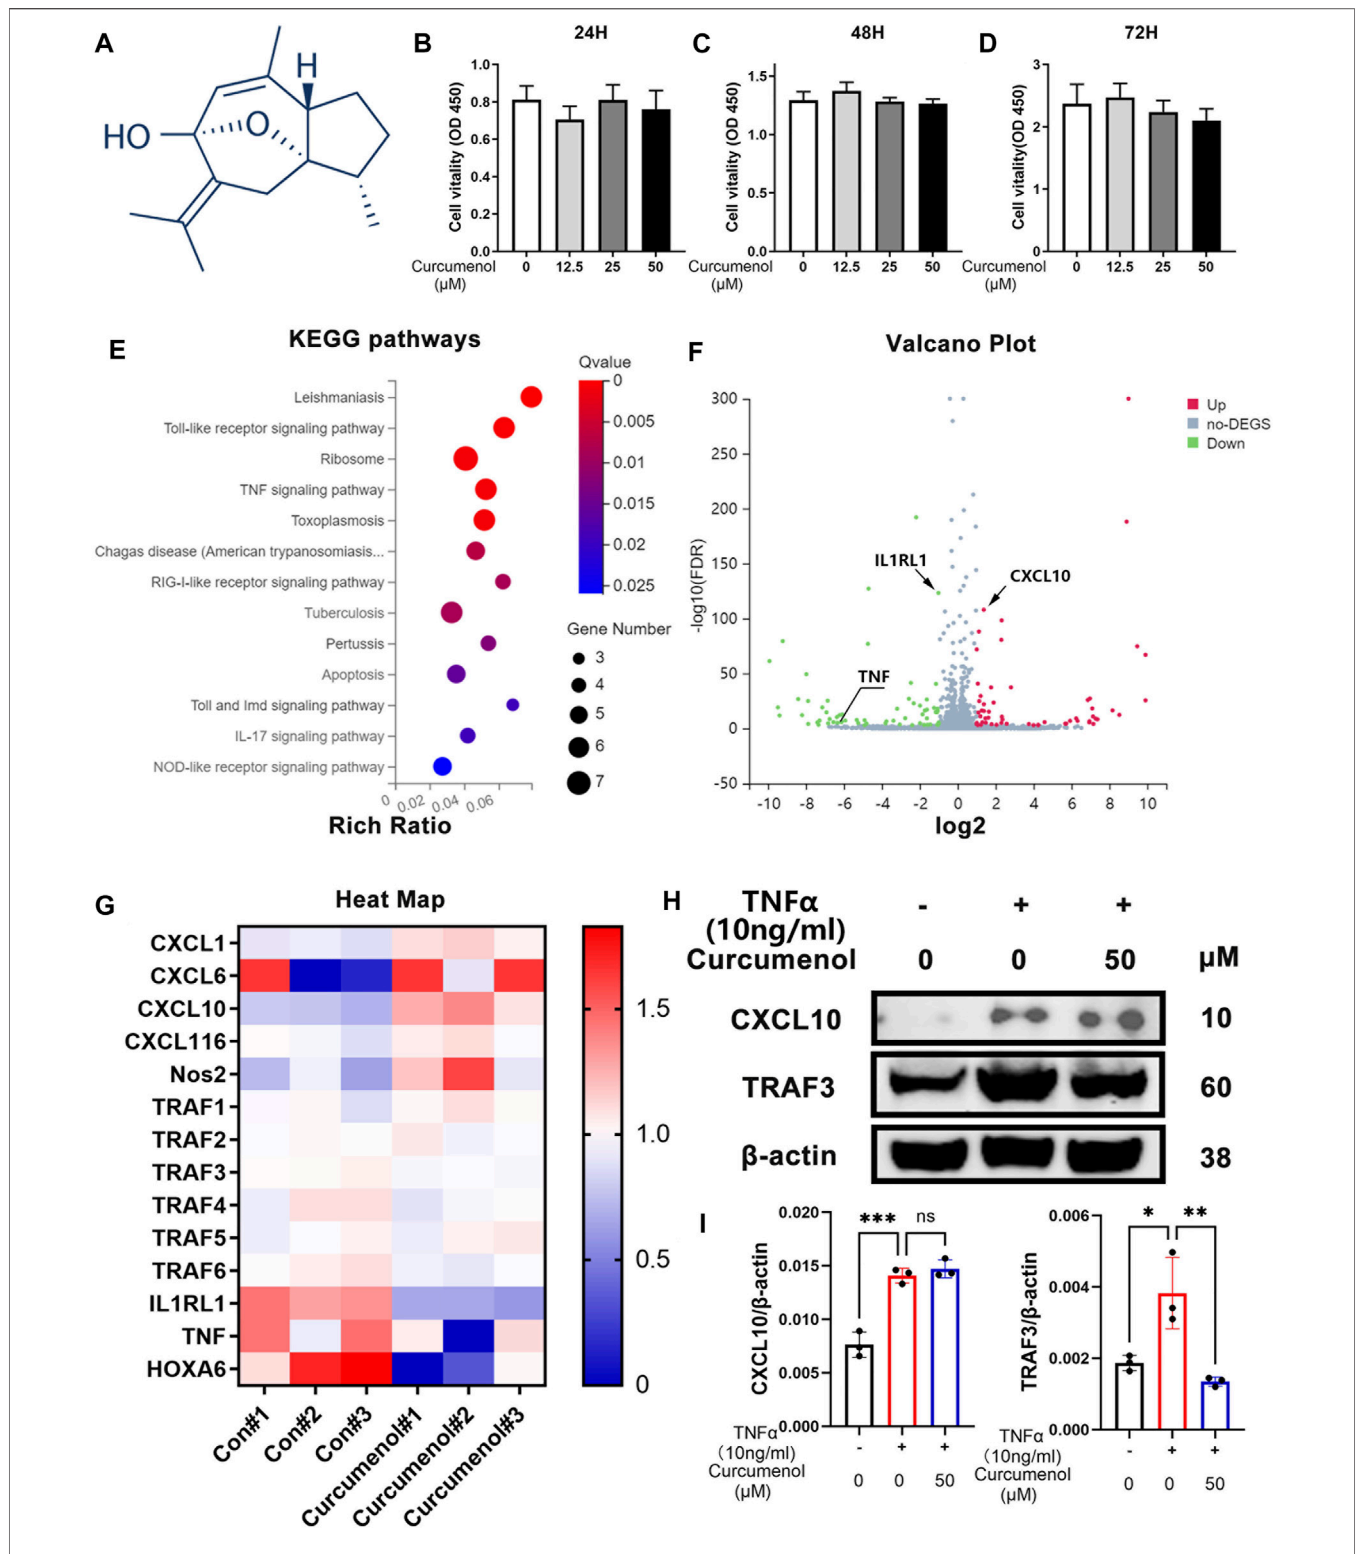 A
H
O
HO
B
24H
Cell vitality (OD 450)
1.0
0.8
0.6
0.4
0.2
0.0
Curcumenol
(μM)
0 12.5 25 50
C
48H
Cell vitality (OD 450)
1.5
1.0
0.5
0.0
Curcumenol
(μM)
0 12.5 25 50
D
72H
Cell vitality(OD 450)
3
2
1
0
Curcumenol
(μM)
0 12.5 25 50
E
KEGG pathways
Leishmaniasis
Toll-like receptor signaling pathway
Ribosome
TNF signaling pathway
Toxoplasmosis
Chagas disease (American trypanosomiasis...
RIG-I-like receptor signaling pathway
Tuberculosis
Pertussis
Apoptosis
Toll and Imd signaling pathway
IL-17 signaling pathway
NOD-like receptor signaling pathway
0 0.02 0.04 0.06
Rich Ratio
Qvalue
0
0.005
0.01
0.015
0.02
0.025
Gene Number
3
4
5
6
7
F
Valcano Plot
-log10(FDR)
300
250
200
150
100
50
0
-50
-10 -8 -6 -4 -2 0 2 4 6 8 10
log2
IL1RL1
CXCL10
TNF
Up
no-DEGS
Down
G
Heat Map
CXCL1
CXCL6
CXCL10
CXCL116
Nos2
TRAF1
TRAF2
TRAF3
TRAF4
TRAF5
TRAF6
IL1RL1
TNF
HOXA6
Con#1 Con#2 Con#3 Curcumenol#1 Curcumenol#2 Curcumenol#3
1.5
1.0
0.5
0
H
TNFα
(10ng/ml)
- + +
Curcumenol 0 0 50 μM
CXCL10 10
TRAF3 60
β-actin 38
I
CXCL10/β-actin
0.020
0.015
0.010
0.005
0.000
*** ns
TNFα
(10ng/ml)
- + +
Curcumenol
(μM)
0 0 50
TRAF3/β-actin
0.006
0.004
0.002
0.000
* **
TNFα
(10ng/ml)
- + +
Curcumenol
(μM)
0 0 50